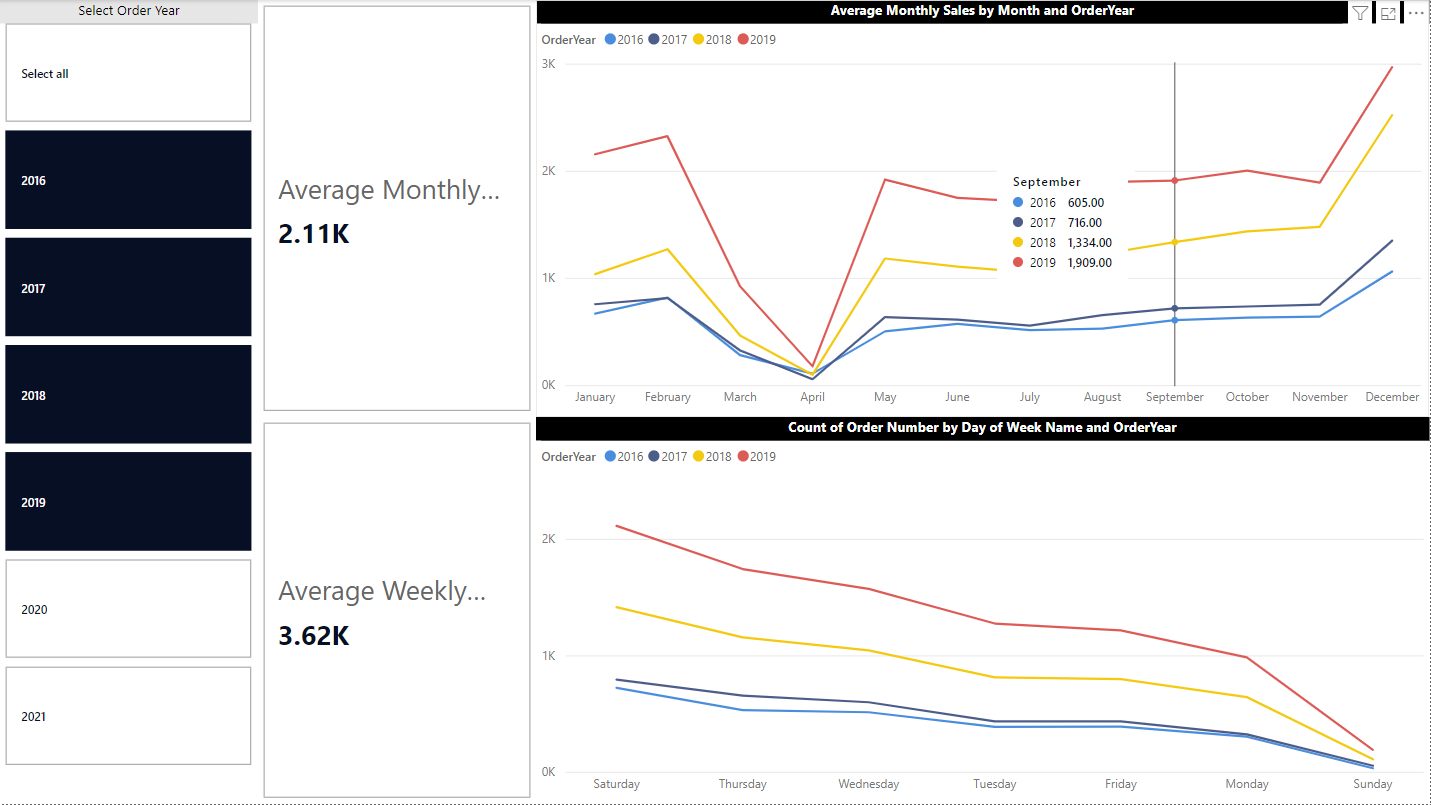 Select Order Year
Select all
2016
2017
2018
2019
2020
2021
Average Monthly...
2.11K
Average Weekly...
3.62K
Average Monthly Sales by Month and OrderYear
OrderYear 2016 2017 2018 2019
3K
2K
1K
0K
September
2016 605.00
2017 716.00
2018 1,334.00
2019 1,909.00
January February March April May June July August September October November December
Count of Order Number by Day of Week Name and OrderYear
OrderYear 2016 2017 2018 2019
2K
1K
0K
Saturday Thursday Wednesday Tuesday Friday Monday Sunday